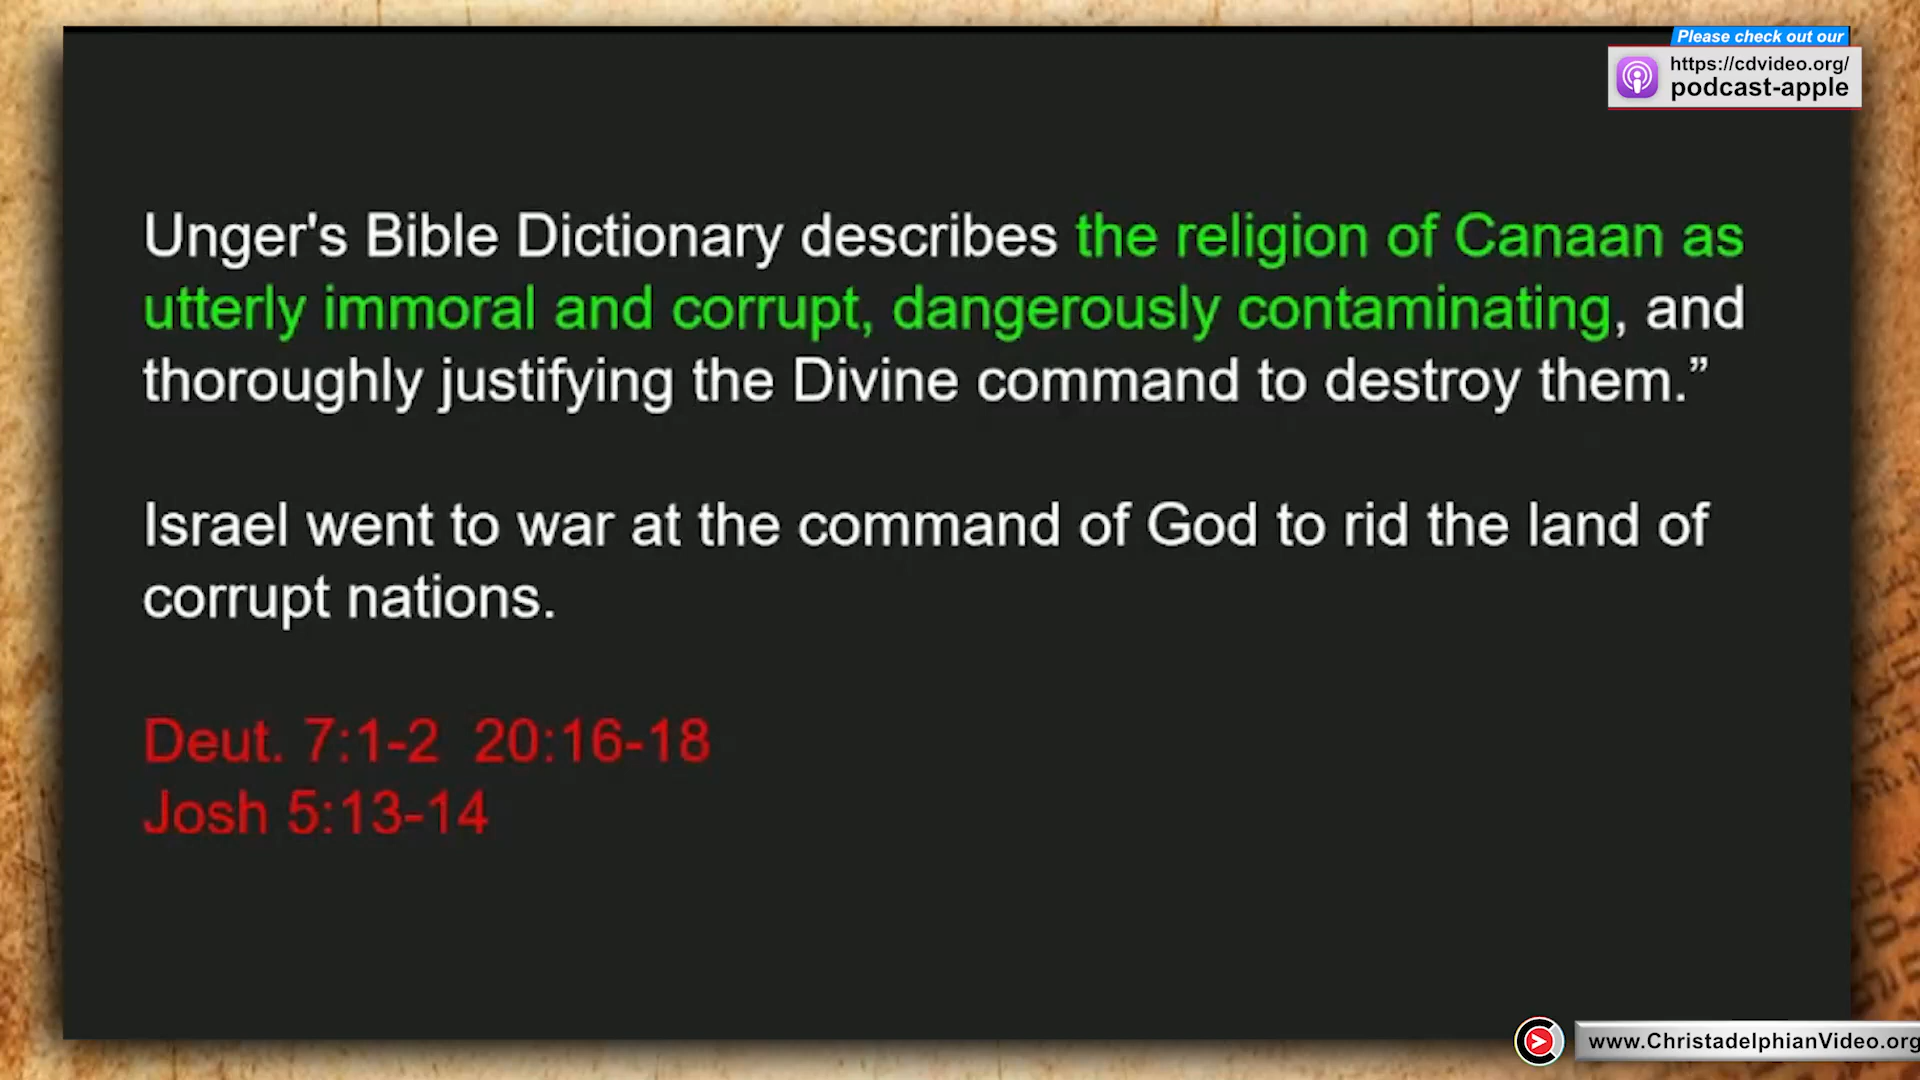 Please check out our
https://cdvideo.org/
podcast-apple
Unger's Bible Dictionary describes the religion of Canaan as
utterly immoral and corrupt, dangerously contaminating, and
thoroughly justifying the Divine command to destroy them.”
Israel went to war at the command of God to rid the land of
corrupt nations.
Deut. 7:1-2 20:16-18
Josh 5:13-14
www.ChristadelphianVideo.org